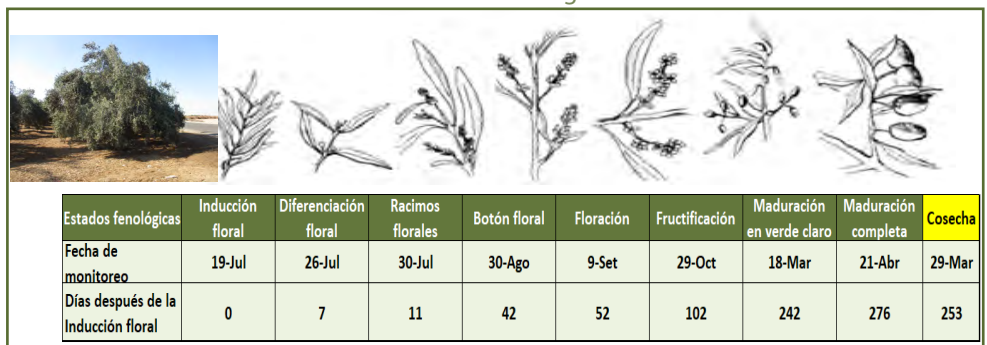 Estados fenológicas Inducción floral Diferenciación floral Racimos florales Botón floral Floración Fructificación Maduración en verde claro Maduración completa Cosecha
Fecha de monitoreo 19-Jul 26-Jul 30-Jul 30-Ago 9-Set 29-Oct 18-Mar 21-Abr 29-Mar
Días después de la Inducción floral 0 7 11 42 52 102 242 276 253